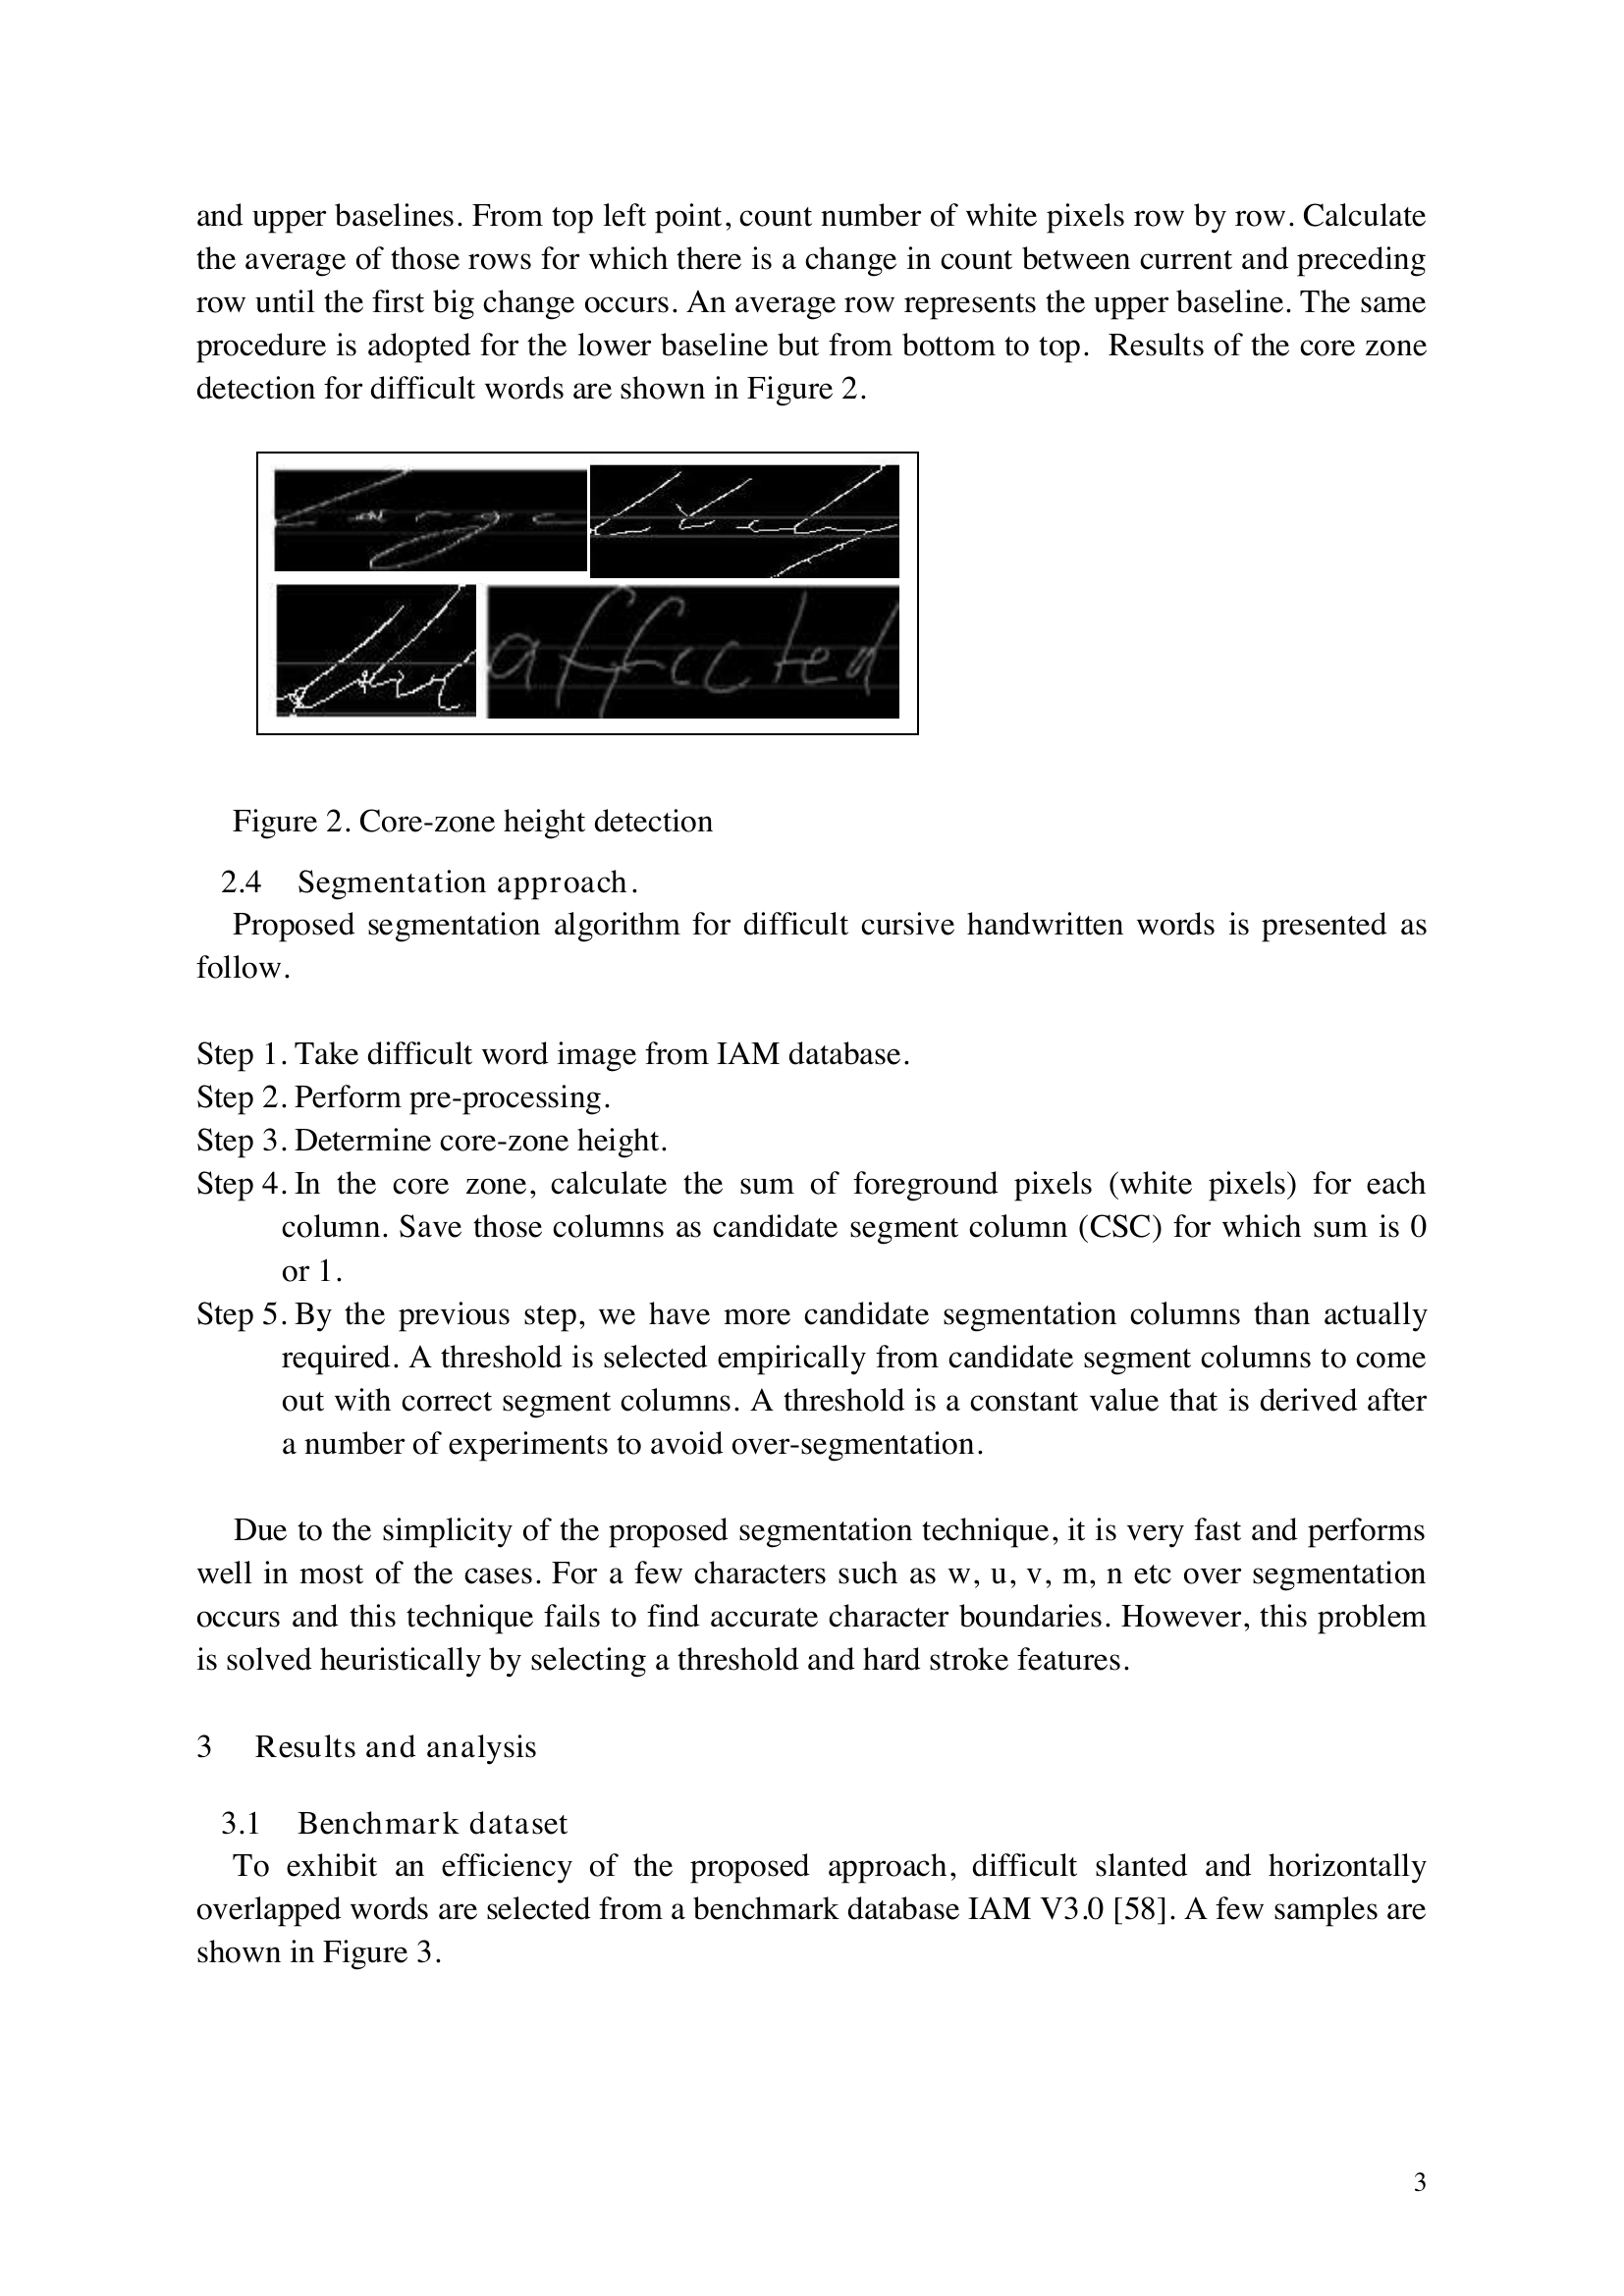 and upper baselines. From top left point, count number of white pixels row by row. Calculate
the average of those rows for which there is a change in count between current and preceding
row until the first big change occurs. An average row represents the upper baseline. The same
procedure is adopted for the lower baseline but from bottom to top. Results of the core zone
detection for difficult words are shown in Figure 2.
affected
Figure 2. Core-zone height detection
2.4 Segmentation approach.
Proposed segmentation algorithm for difficult cursive handwritten words is presented as
follow.
Step 1. Take difficult word image from IAM database.
Step 2. Perform pre-processing.
Step 3. Determine core-zone height.
Step 4. In the core zone, calculate the sum of foreground pixels (white pixels) for each
column. Save those columns as candidate segment column (CSC) for which sum is 0
or 1.
Step 5. By the previous step, we have more candidate segmentation columns than actually
required. A threshold is selected empirically from candidate segment columns to come
out with correct segment columns. A threshold is a constant value that is derived after
a number of experiments to avoid over-segmentation.
Due to the simplicity of the proposed segmentation technique, it is very fast and performs
well in most of the cases. For a few characters such as w, u, v, m, n etc over segmentation
occurs and this technique fails to find accurate character boundaries. However, this problem
is solved heuristically by selecting a threshold and hard stroke features.
3 Results and analysis
3.1 Benchmark dataset
To exhibit an efficiency of the proposed approach, difficult slanted and horizontally
overlapped words are selected from a benchmark database IAM V3.0 [58]. A few samples are
shown in Figure 3.
3